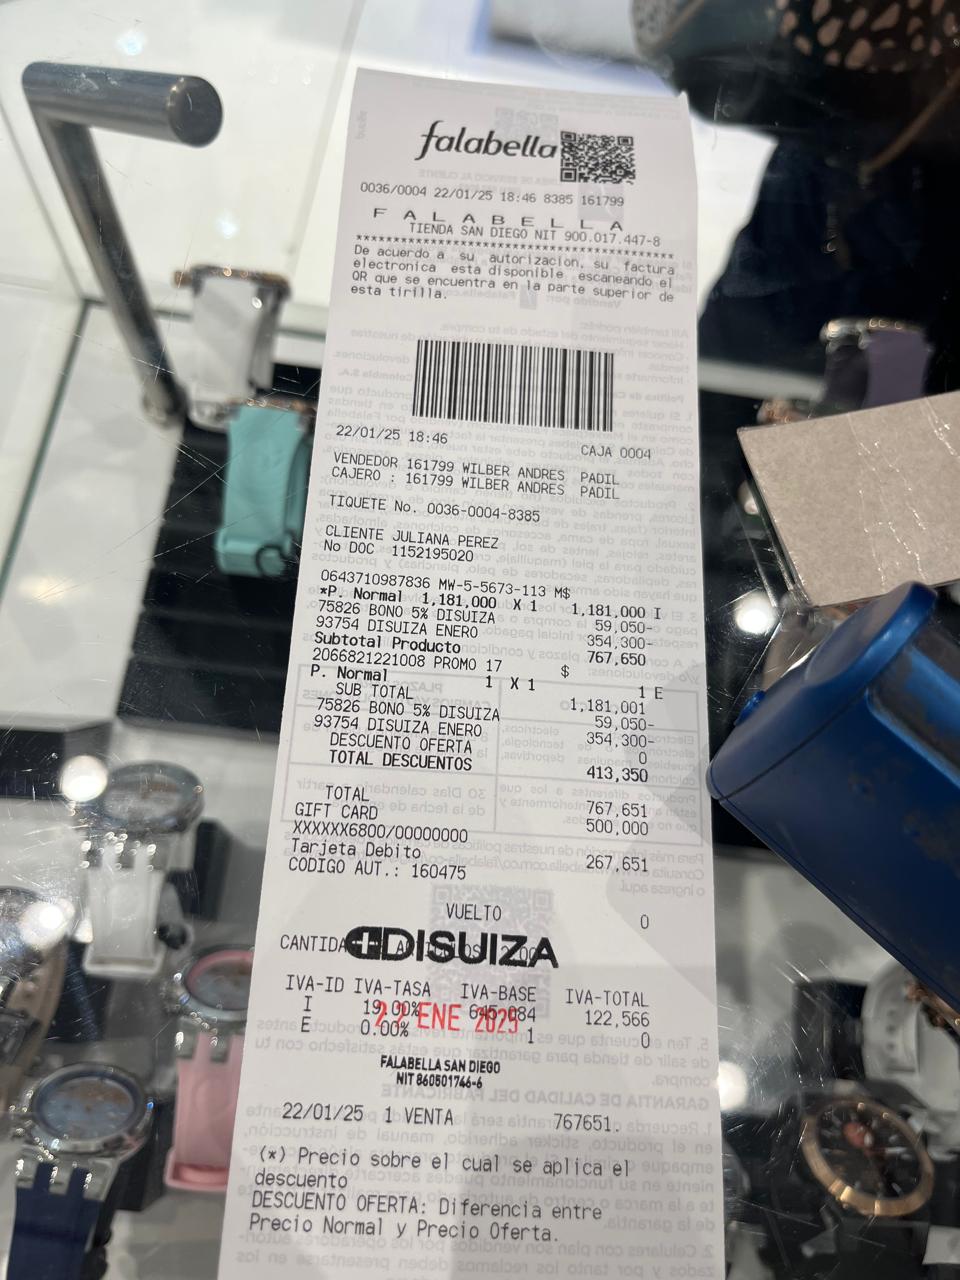 falabella
0036/0004 22/01/25 18:46 8385 161799
F A L A B E L L A
TIENDA SAN DIEGO NIT 900.017.447-8
********************************************
De acuerdo a su autorizacion, su factura
electronica esta disponible escaneando el
QR que se encuentra en la parte superior de
esta tirilla.
22/01/25 18:46 CAJA 0004
VENDEDOR 161799 WILBER ANDRES PADIL
CAJERO : 161799 WILBER ANDRES PADIL
TIQUETE No. 0036-0004-8385
CLIENTE JULIANA PEREZ
No DOC 1152195020
0643710987836 MW-5-5673-113 M$
*P. Normal 1,181,000 X 1 1,181,000 I
75826 BONO 5% DISUIZA 59,050-
93754 DISUIZA ENERO 354,300-
Subtotal Producto 767,650
2066821221008 PROMO 17 $
P. Normal 1 X 1 1 E
SUB TOTAL 1,181,001
75826 BONO 5% DISUIZA 59,050-
93754 DISUIZA ENERO 354,300-
DESCUENTO OFERTA 0
TOTAL DESCUENTOS 413,350
TOTAL 767,651
GIFT CARD 500,000
XXXXXX6800/00000000
Tarjeta Debito 267,651
CODIGO AUT.: 160475
VUELTO 0
CANTIDA
DISUIZA
IVA-ID IVA-TASA IVA-BASE IVA-TOTAL
I 19.00% 645,084 122,566
E 0.00% 1 0
22 ENE 2025
FALABELLA SAN DIEGO
NIT 860501746-6
22/01/25 1 VENTA 767651.
(*) Precio sobre el cual se aplica el
descuento
DESCUENTO OFERTA: Diferencia entre
Precio Normal y Precio Oferta.